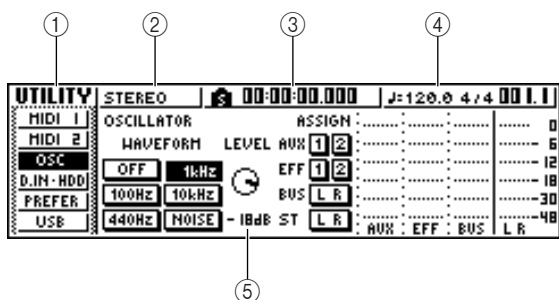 ① ② ③ ④
UTILITY STEREO S 00:00:00.000 ♩=120.0 4/4 001.1
MIDI 1 OSCILLATOR ASSIGN 0
MIDI 2 WAVEFORM LEVEL AUX 1 2 6
OSC OFF 1kHz EFF 1 2 12
D.IN·HDD 18
PREFER 100Hz 10kHz BUS L R 30
USB 440Hz NOISE -18dB ST L R 48
AUX EFF BUS L R
⑤